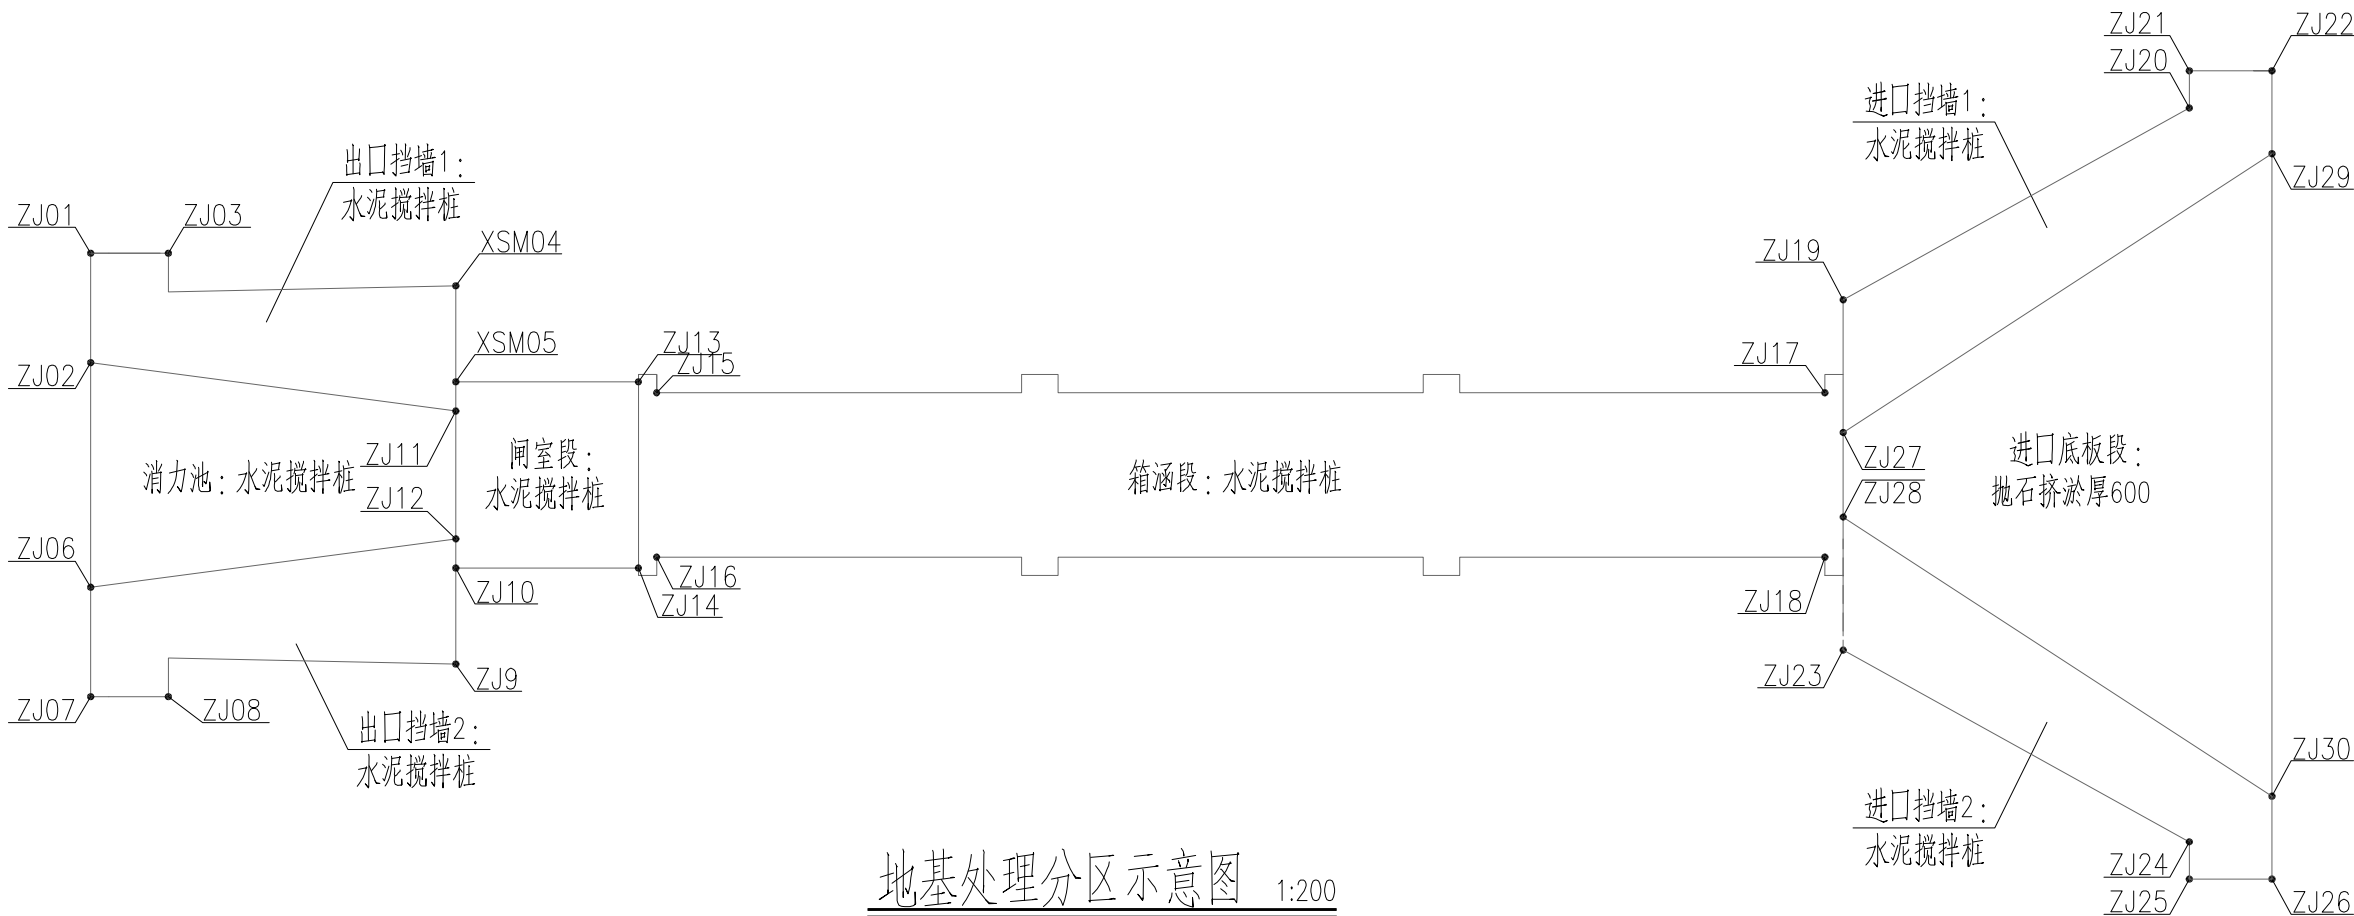 ZJ21
ZJ22
ZJ20
进口挡墙1：
水泥搅拌桩
出口挡墙1：
水泥搅拌桩
ZJ29
ZJ01
ZJ03
XSM04
ZJ19
XSM05
ZJ13
ZJ15
ZJ17
ZJ02
ZJ11
闸室段：
水泥搅拌桩
消力池：水泥搅拌桩
箱涵段：水泥搅拌桩
ZJ27
ZJ28
进口底板段：
抛石挤淤厚600
ZJ12
ZJ06
ZJ10
ZJ16
ZJ14
ZJ18
ZJ9
ZJ23
ZJ07
ZJ08
出口挡墙2：
水泥搅拌桩
ZJ30
进口挡墙2：
水泥搅拌桩
ZJ24
ZJ25
ZJ26
地基处理分区示意图 1:200